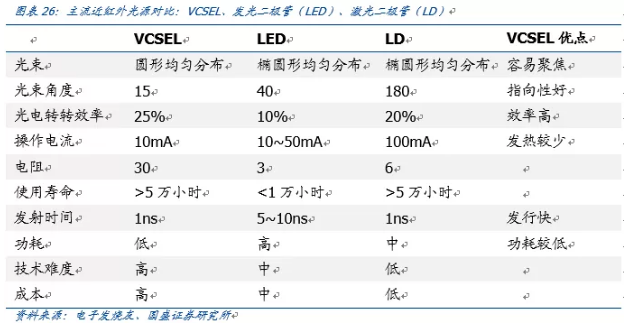 图表 26：主流近红外光源对比：VCSEL、发光二极管（LED）、激光二极管（LD）
VCSEL LED LD VCSEL 优点
光束 圆形均匀分布 椭圆形均匀分布 椭圆形均匀分布 容易聚焦
光束角度 15 40 180 指向性好
光电转转效率 25% 10% 20% 效率高
操作电流 10mA 10~50mA 100mA 发热较少
电阻 30 3 6
使用寿命 >5 万小时 <1 万小时 >5 万小时
发射时间 1ns 5~10ns 1ns 发行快
功耗 低 高 中 功耗较低
技术难度 高 中 低
成本 高 中 低
资料来源：电子发烧友、国盛证券研究所